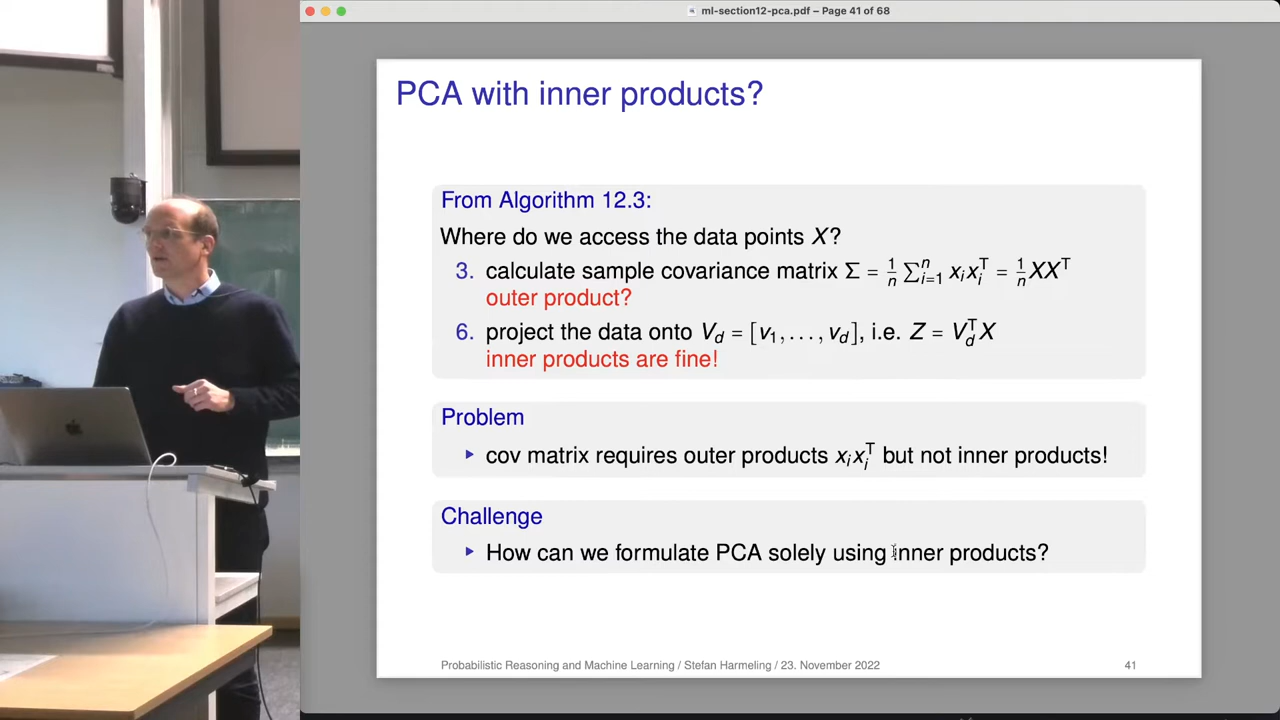 ml-section12-pca.pdf – Page 41 of 68
PCA with inner products?
From Algorithm 12.3:
Where do we access the data points X?
3. calculate sample covariance matrix Σ = 1/n ∑ⁿᵢ₌₁ xᵢxᵢᵀ = 1/n XXᵀ
outer product?
6. project the data onto V_d = [v₁, . . . , v_d], i.e. Z = V_dᵀX
inner products are fine!
Problem
▸ cov matrix requires outer products xᵢxᵢᵀ but not inner products!
Challenge
▸ How can we formulate PCA solely using inner products?
Probabilistic Reasoning and Machine Learning / Stefan Harmeling / 23. November 2022
41